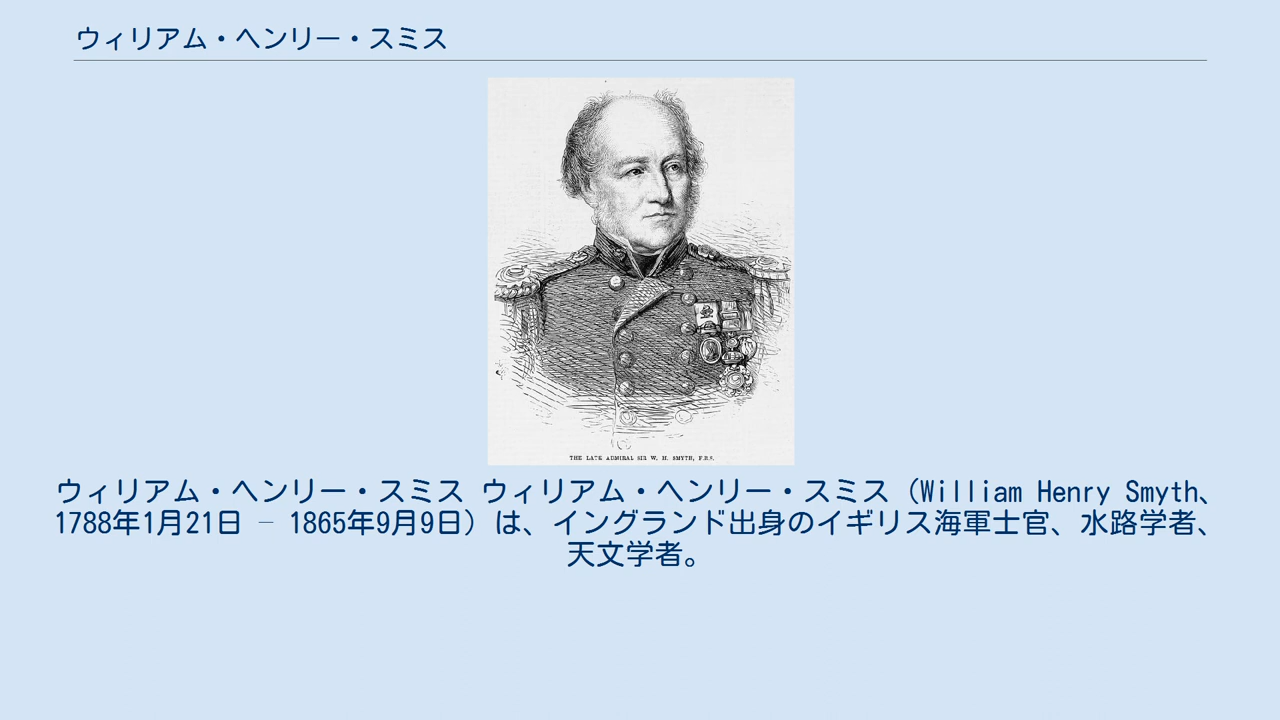 ウィリアム・ヘンリー・スミス
THE LATE ADMIRAL SIR W. H. SMYTH, F.R.S.
ウィリアム・ヘンリー・スミス ウィリアム・ヘンリー・スミス（William Henry Smyth、
1788年1月21日 – 1865年9月9日）は、イングランド出身のイギリス海軍士官、水路学者、
天文学者。